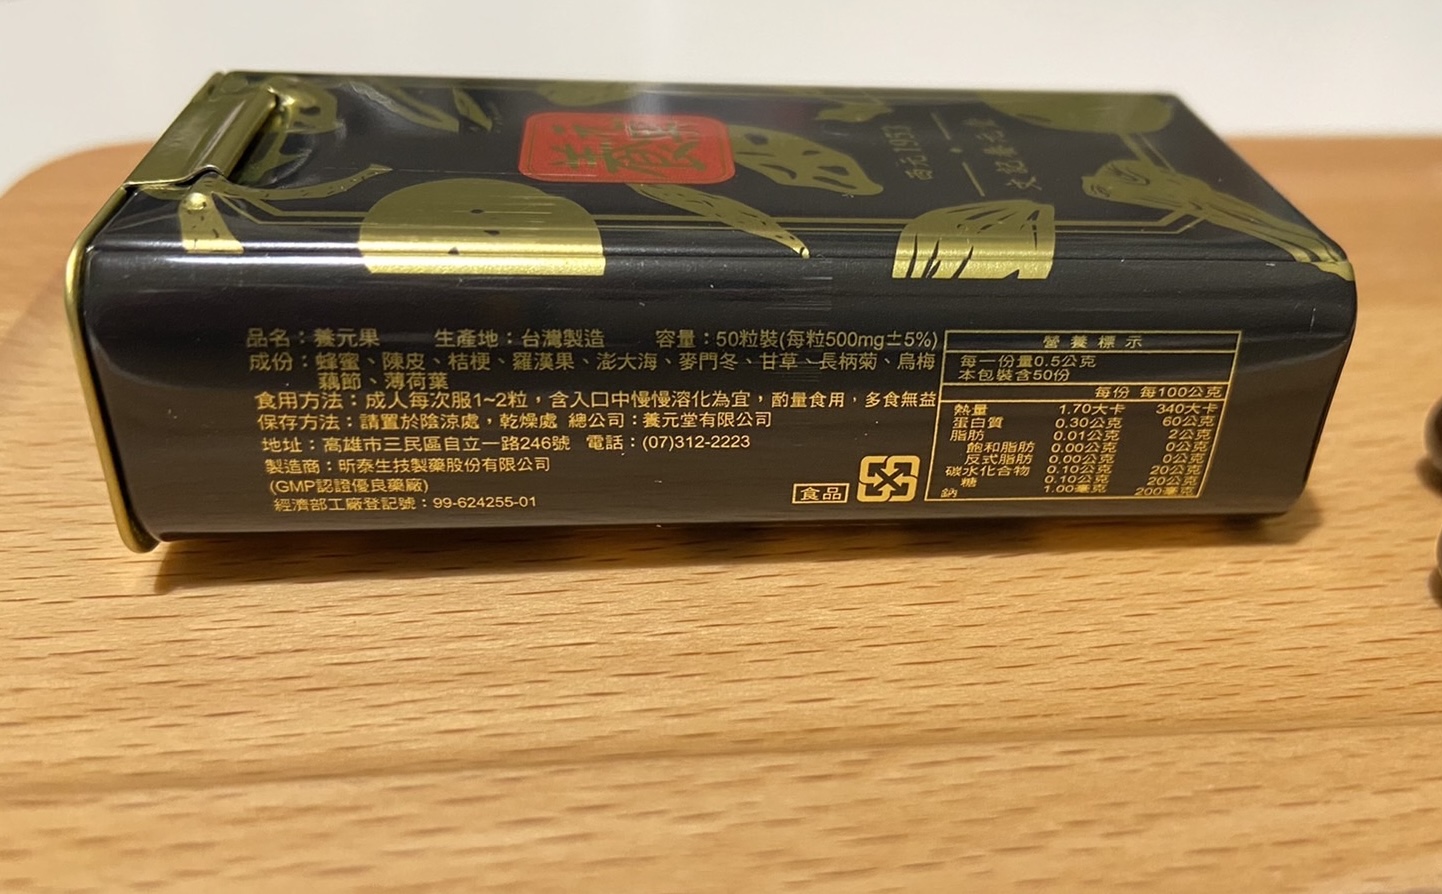 養元果
西元1957
文記養元堂
品名：養元果 生產地：台灣製造 容量：50粒裝(每粒500mg±5%)
成份：蜂蜜、陳皮、桔梗、羅漢果、澎大海、麥門冬、甘草、長柄菊、烏梅
藕節、薄荷葉
食用方法：成人每次服1~2粒，含入口中慢慢溶化為宜，酌量食用，多食無益
保存方法：請置於陰涼處，乾燥處 總公司：養元堂有限公司
地址：高雄市三民區自立一路246號 電話：(07)312-2223
製造商：昕泰生技製藥股份有限公司
(GMP認證優良藥廠)
經濟部工廠登記號：99-624255-01
食品
營養標示
每一份量0.5公克
本包裝含50份
每份 每100公克
熱量 1.70大卡 340大卡
蛋白質 0.30公克 60公克
脂肪 0.01公克 2公克
飽和脂肪 0.00公克 0公克
反式脂肪 0.00公克 0公克
碳水化合物 0.10公克 20公克
糖 0.10公克 20公克
鈉 1.00毫克 200毫克